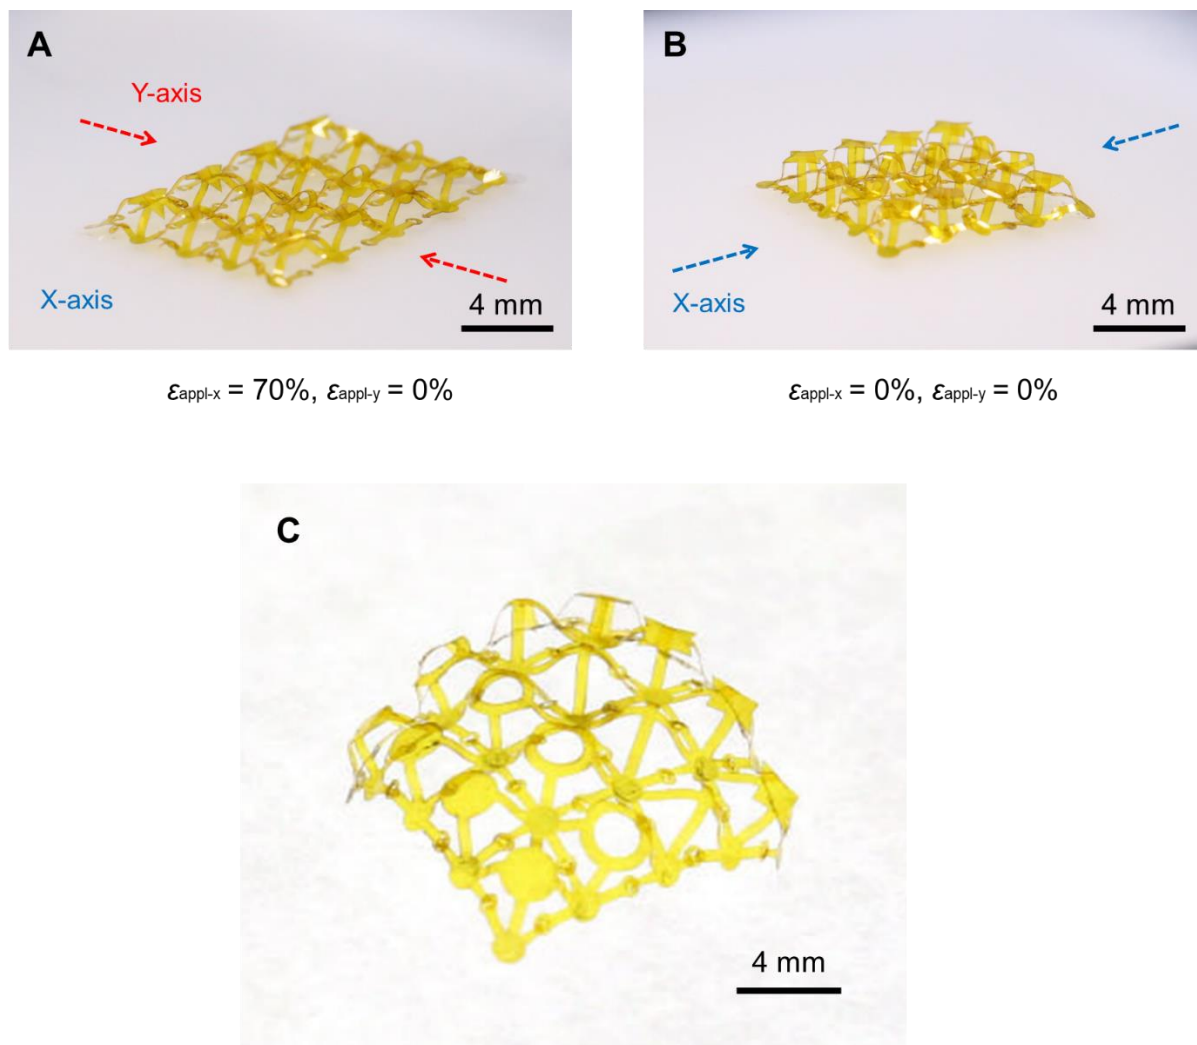 A
Y-axis
X-axis
4 mm
εappl-x = 70%, εappl-y = 0%
B
X-axis
4 mm
εappl-x = 0%, εappl-y = 0%
C
4 mm